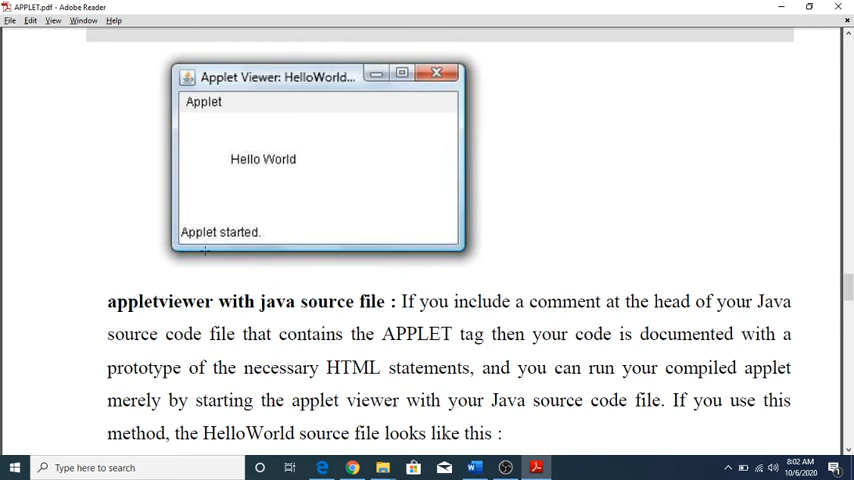 APPLET.pdf - Adobe Reader
File Edit View Window Help
Applet Viewer: HelloWorld...
Applet
Hello World
Applet started.
appletviewer with java source file : If you include a comment at the head of your Java
source code file that contains the APPLET tag then your code is documented with a
prototype of the necessary HTML statements, and you can run your compiled applet
merely by starting the applet viewer with your Java source code file. If you use this
method, the HelloWorld source file looks like this :
Type here to search
8:02 AM
10/6/2020